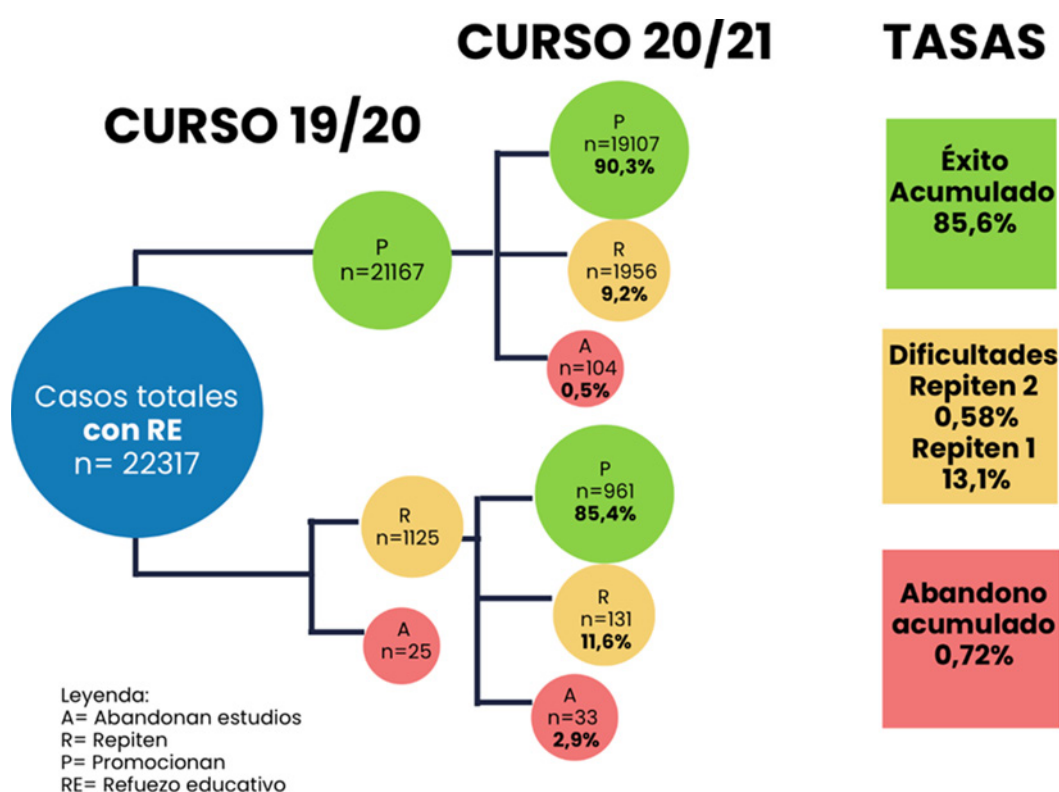 CURSO 20/21
TASAS
CURSO 19/20
P
n=19107
90,3%
P
n=21167
R
n=1956
9,2%
A
n=104
0,5%
Casos totales
con RE
n= 22317
P
n=961
85,4%
R
n=1125
R
n=131
11,6%
A
n=25
A
n=33
2,9%
Éxito
Acumulado
85,6%
Dificultades
Repiten 2
0,58%
Repiten 1
13,1%
Abandono
acumulado
0,72%
Leyenda:
A= Abandonan estudios
R= Repiten
P= Promocionan
RE= Refuezo educativo